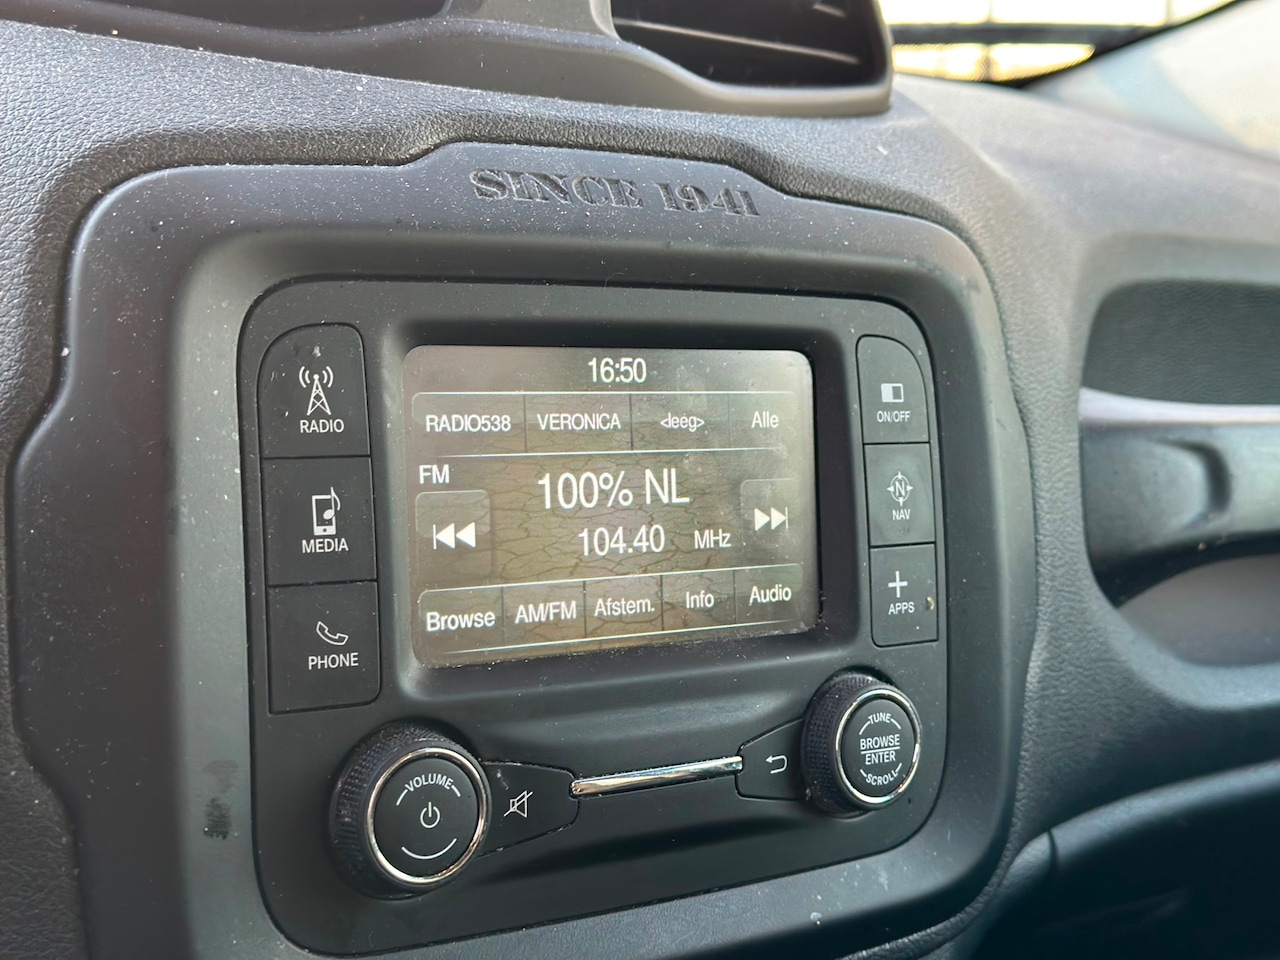 SINCE 1941
16:50
RADIO538 VERONICA <leeg> Alle
FM
100% NL
104.40 MHz
Browse AM/FM Afstem. Info Audio
RADIO
MEDIA
PHONE
ON/OFF
N
NAV
APPS
VOLUME
TUNE
BROWSE
ENTER
SCROLL